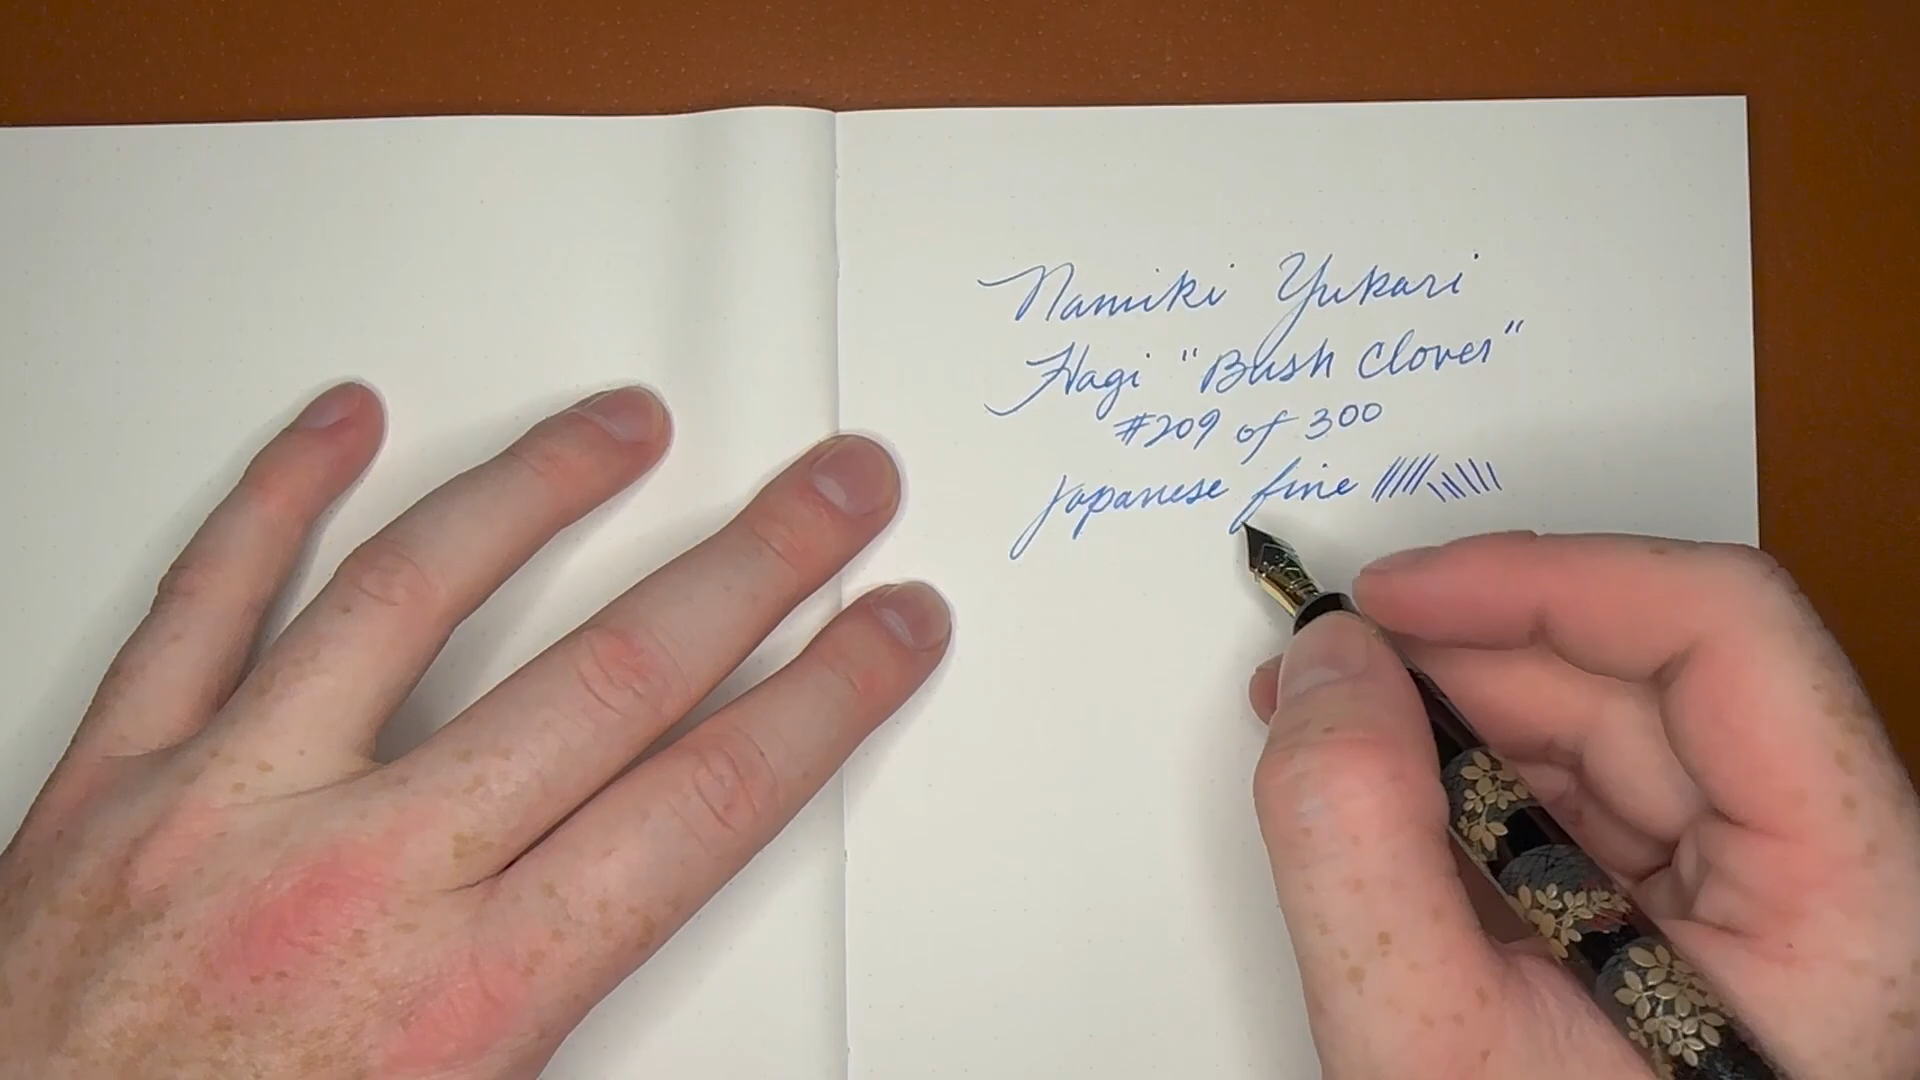 Namiki Yukari
Hagi "Bush Clover"
#209 of 300
Japanese fine